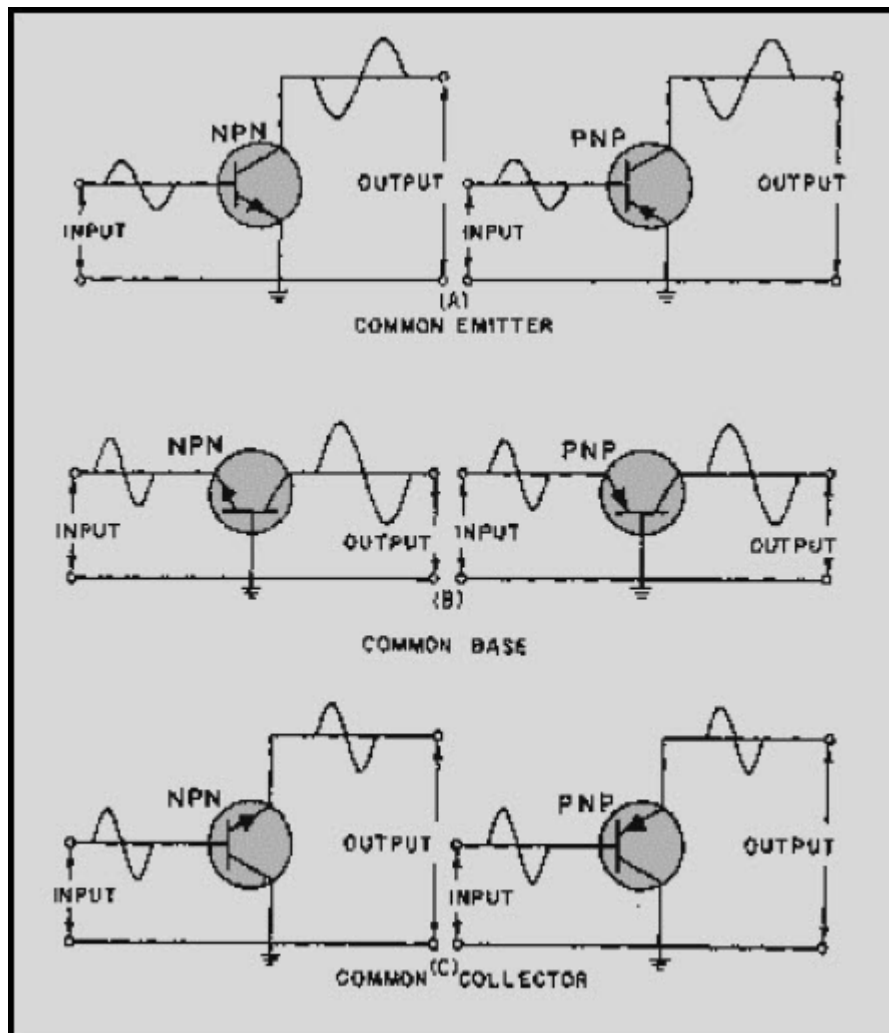 NPN
PNP
OUTPUT
OUTPUT
INPUT
INPUT
(A)
COMMON EMITTER
NPN
PNP
INPUT
OUTPUT
INPUT
OUTPUT
(B)
COMMON BASE
NPN
PNP
OUTPUT
OUTPUT
INPUT
INPUT
(C)
COMMON COLLECTOR